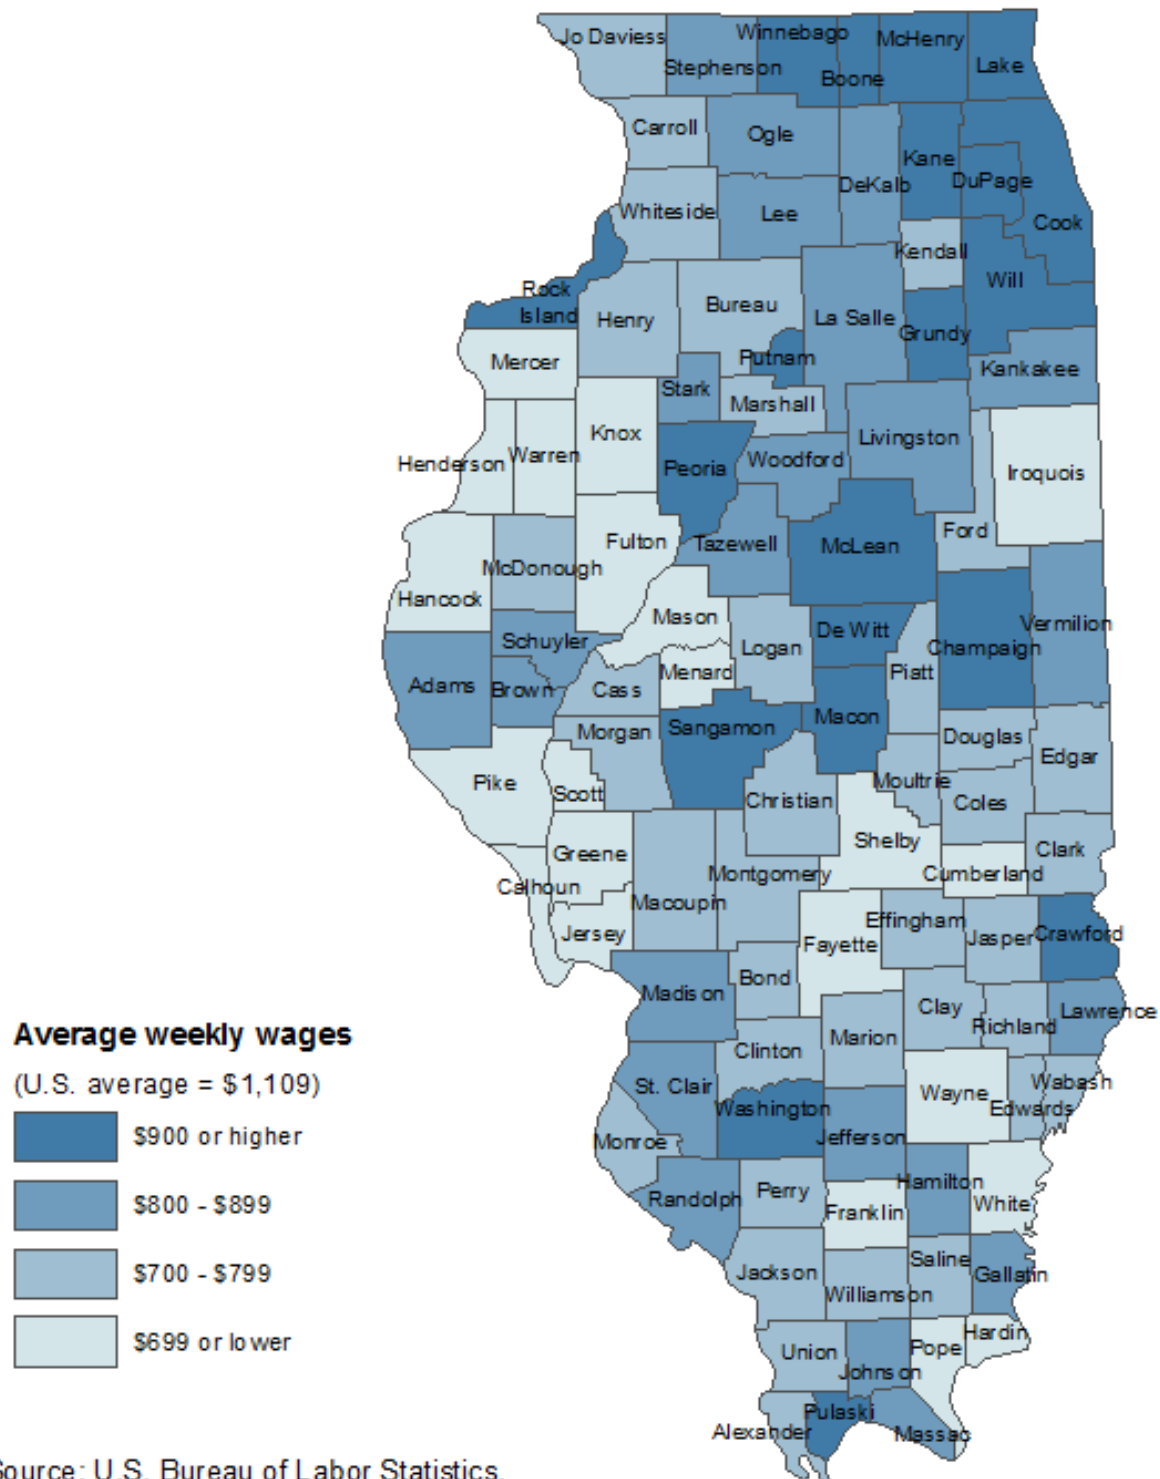 Jo Daviess
Stephenson
Winnebago
Boone
McHenry
Lake
Carroll
Ogle
DeKalb
Kane
DuPage
Cook
Whiteside
Lee
Kendall
Will
Rock
Island
Henry
Bureau
La Salle
Grundy
Putnam
Kankakee
Mercer
Stark
Marshall
Henderson
Warren
Knox
Peoria
Woodford
Livingston
Iroquois
Ford
Fulton
Tazewell
McLean
McDonough
Hancock
Mason
Schuyler
Logan
De Witt
Champaign
Vermilion
Adams
Brown
Cass
Menard
Piatt
Morgan
Sangamon
Macon
Douglas
Edgar
Pike
Scott
Christian
Moultrie
Coles
Greene
Shelby
Clark
Calhoun
Macoupin
Montgomery
Cumberland
Jersey
Fayette
Effingham
Jasper
Crawford
Madison
Bond
Clay
Richland
Lawrence
Marion
Clinton
St. Clair
Washington
Wayne
Edwards
Wabash
Monroe
Jefferson
Randolph
Perry
Hamilton
White
Franklin
Jackson
Williamson
Saline
Gallatin
Union
Johnson
Pope
Hardin
Alexander
Pulaski
Massac
Average weekly wages
(U.S. average = $1,109)
$900 or higher
$800 - $899
$700 - $799
$699 or lower
Source: U.S. Bureau of Labor Statistics.